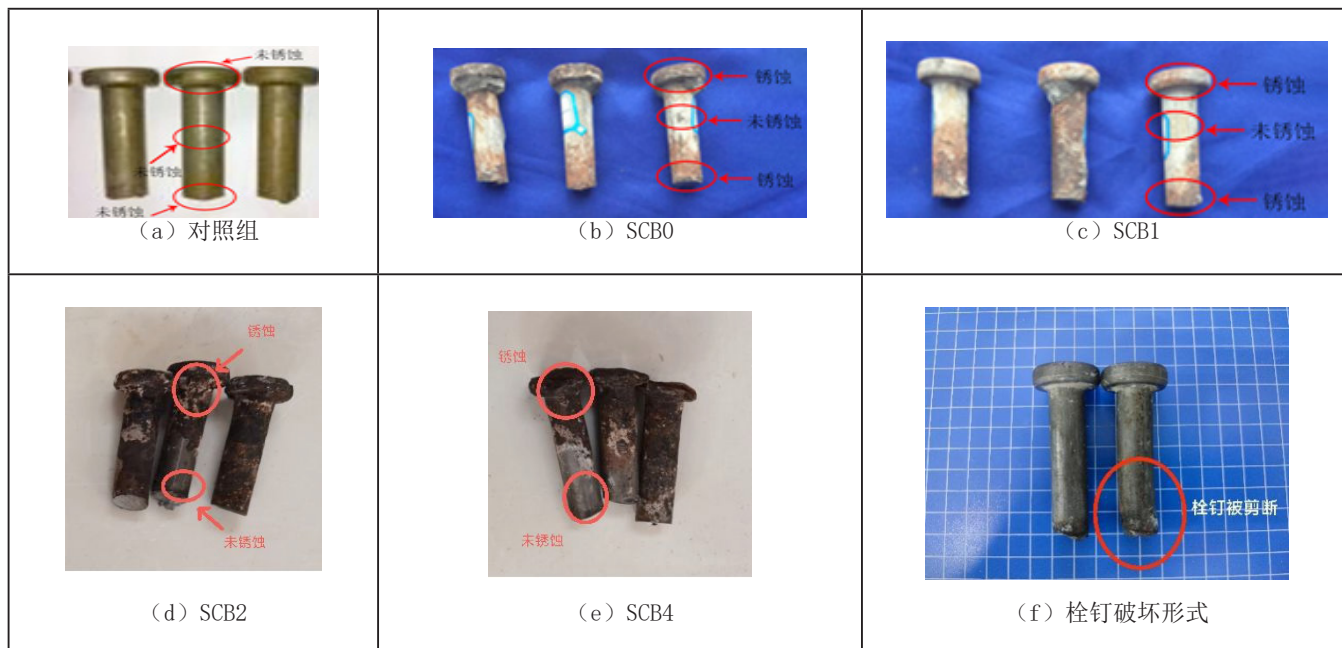 未锈蚀
未锈蚀
未锈蚀
(a) 对照组
锈蚀
未锈蚀
锈蚀
(b) SCB0
锈蚀
未锈蚀
锈蚀
(c) SCB1
锈蚀
未锈蚀
(d) SCB2
锈蚀
未锈蚀
(e) SCB4
栓钉被剪断
(f) 栓钉破坏形式